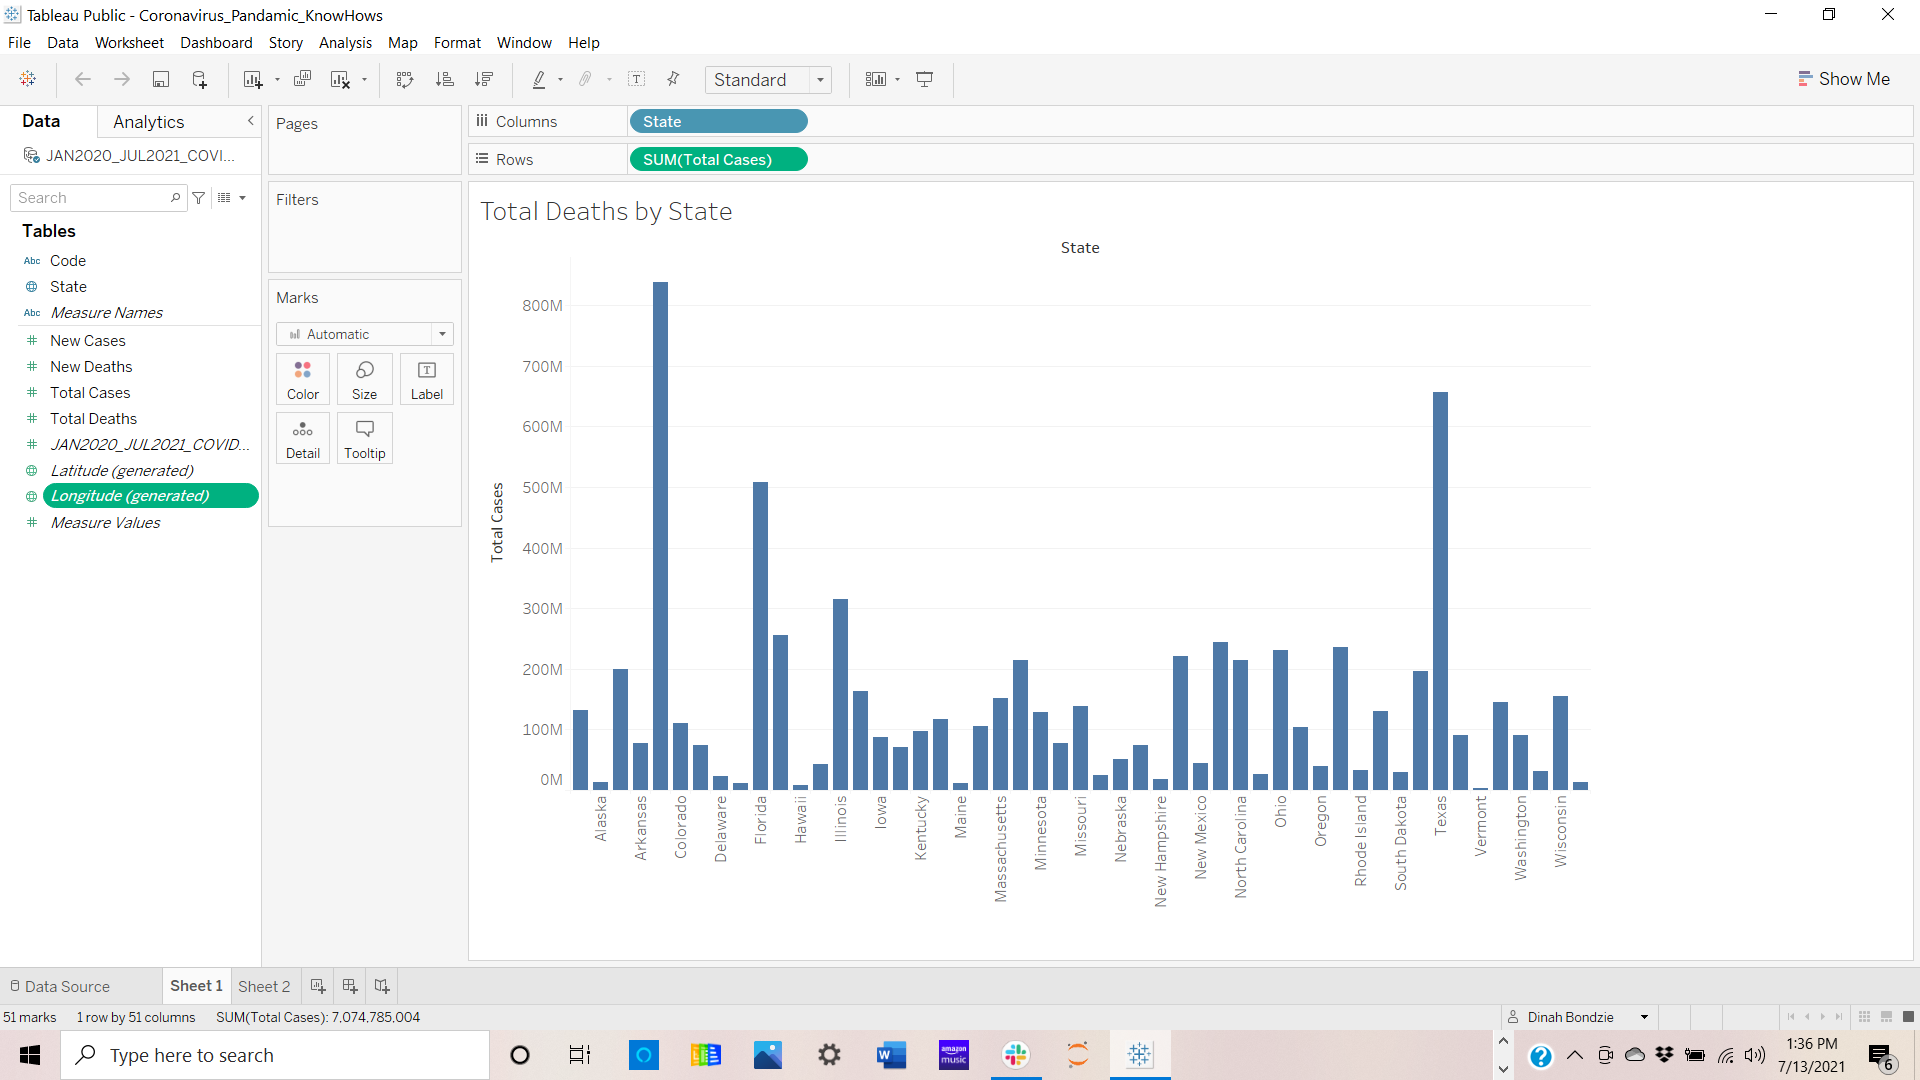 Tableau Public - Coronavirus_Pandamic_KnowHows
File Data Worksheet Dashboard Story Analysis Map Format Window Help
Standard
Show Me
Data Analytics
JAN2020_JUL2021_COVI...
Search
Tables
Abc Code
State
Abc Measure Names
# New Cases
# New Deaths
# Total Cases
# Total Deaths
# JAN2020_JUL2021_COVID...
Latitude (generated)
Longitude (generated)
# Measure Values
Pages
Filters
Marks
Automatic
Color Size Label
Detail Tooltip
Columns State
Rows SUM(Total Cases)
Total Deaths by State
State
Total Cases
800M
700M
600M
500M
400M
300M
200M
100M
0M
Alaska
Arkansas
Colorado
Delaware
Florida
Hawaii
Illinois
Iowa
Kentucky
Maine
Massachusetts
Minnesota
Missouri
Nebraska
New Hampshire
New Mexico
North Carolina
Ohio
Oregon
Rhode Island
South Dakota
Texas
Vermont
Washington
Wisconsin
Data Source Sheet 1 Sheet 2
51 marks 1 row by 51 columns SUM(Total Cases): 7,074,785,004
Dinah Bondzie
Type here to search
amazon music
1:36 PM
7/13/2021
6